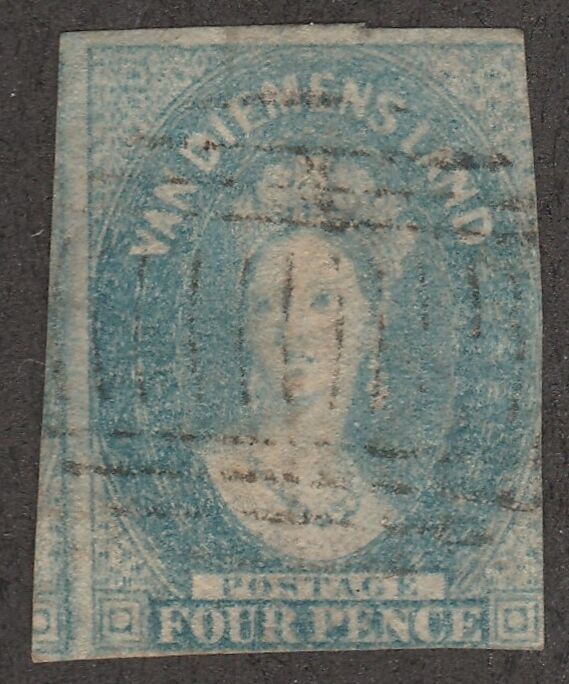 VAN DIEMENS LAND
POSTAGE
FOUR PENCE